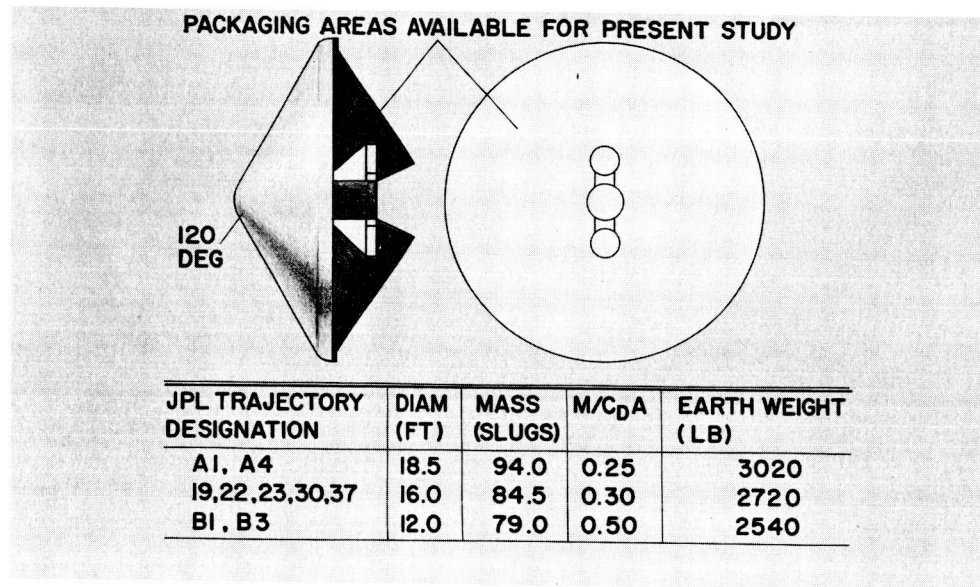 PACKAGING AREAS AVAILABLE FOR PRESENT STUDY
120
DEG
JPL TRAJECTORY DESIGNATION DIAM (FT) MASS (SLUGS) M/CDA EARTH WEIGHT (LB)
A1, A4 18.5 94.0 0.25 3020
19,22,23,30,37 16.0 84.5 0.30 2720
B1, B3 12.0 79.0 0.50 2540